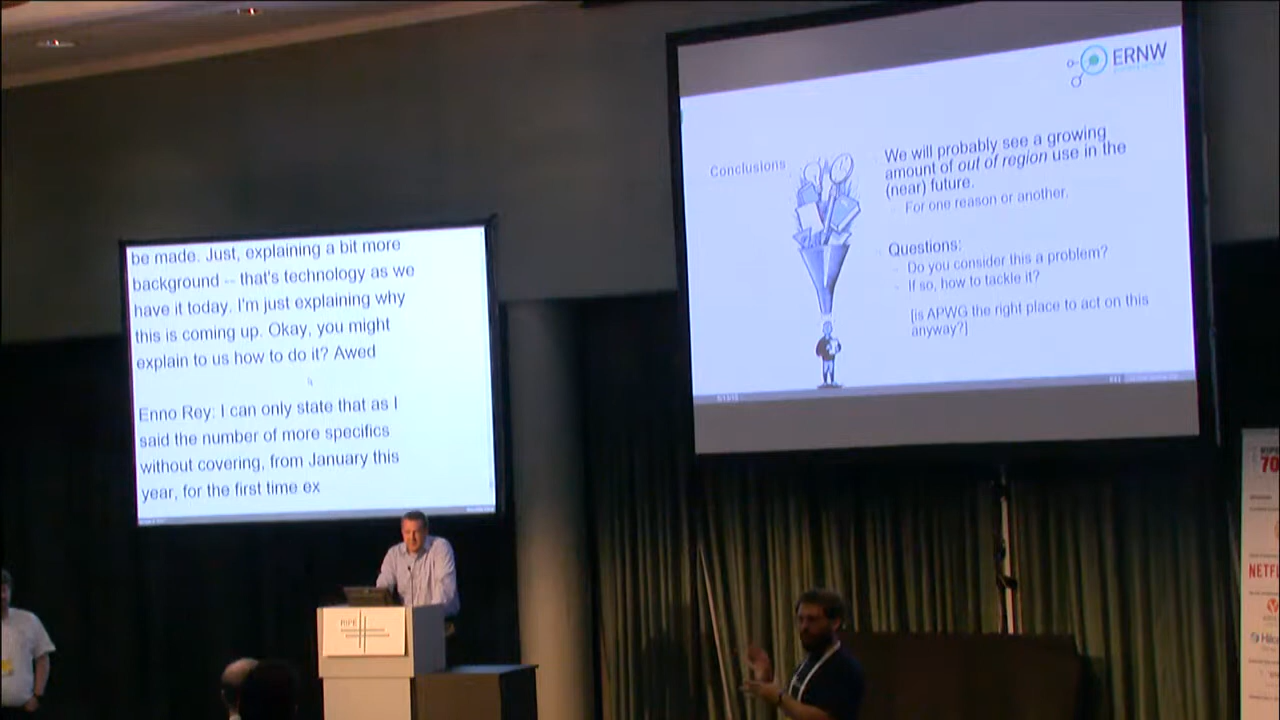 be made. Just, explaining a bit more
background -- that's technology as we
have it today. I'm just explaining why
this is coming up. Okay, you might
explain to us how to do it? Awed
Enno Rey: I can only state that as I
said the number of more specifics
without covering, from January this
year, for the first time ex
ERNW
Conclusions
We will probably see a growing
amount of out of region use in the
(near) future.
For one reason or another.
Questions:
Do you consider this a problem?
If so, how to tackle it?
[is APWG the right place to act on this
anyway?]
RIPE
70
NETFL